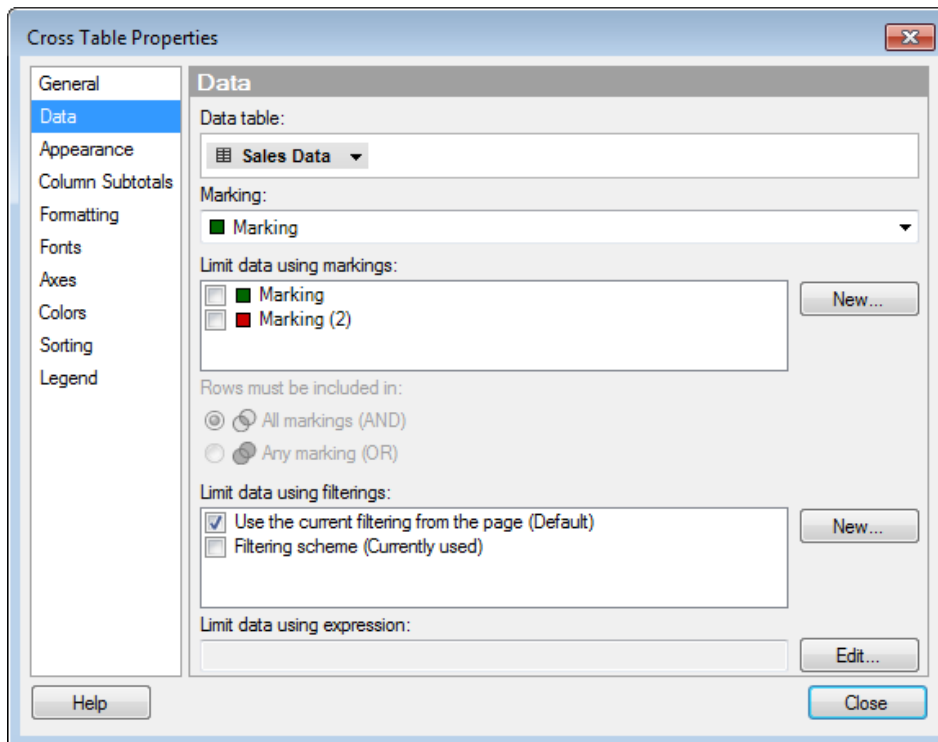 Cross Table Properties
General
Data
Appearance
Column Subtotals
Formatting
Fonts
Axes
Colors
Sorting
Legend
Data
Data table:
Sales Data
Marking:
Marking
Limit data using markings:
Marking
Marking (2)
New...
Rows must be included in:
All markings (AND)
Any marking (OR)
Limit data using filterings:
Use the current filtering from the page (Default)
Filtering scheme (Currently used)
New...
Limit data using expression:
Edit...
Help
Close